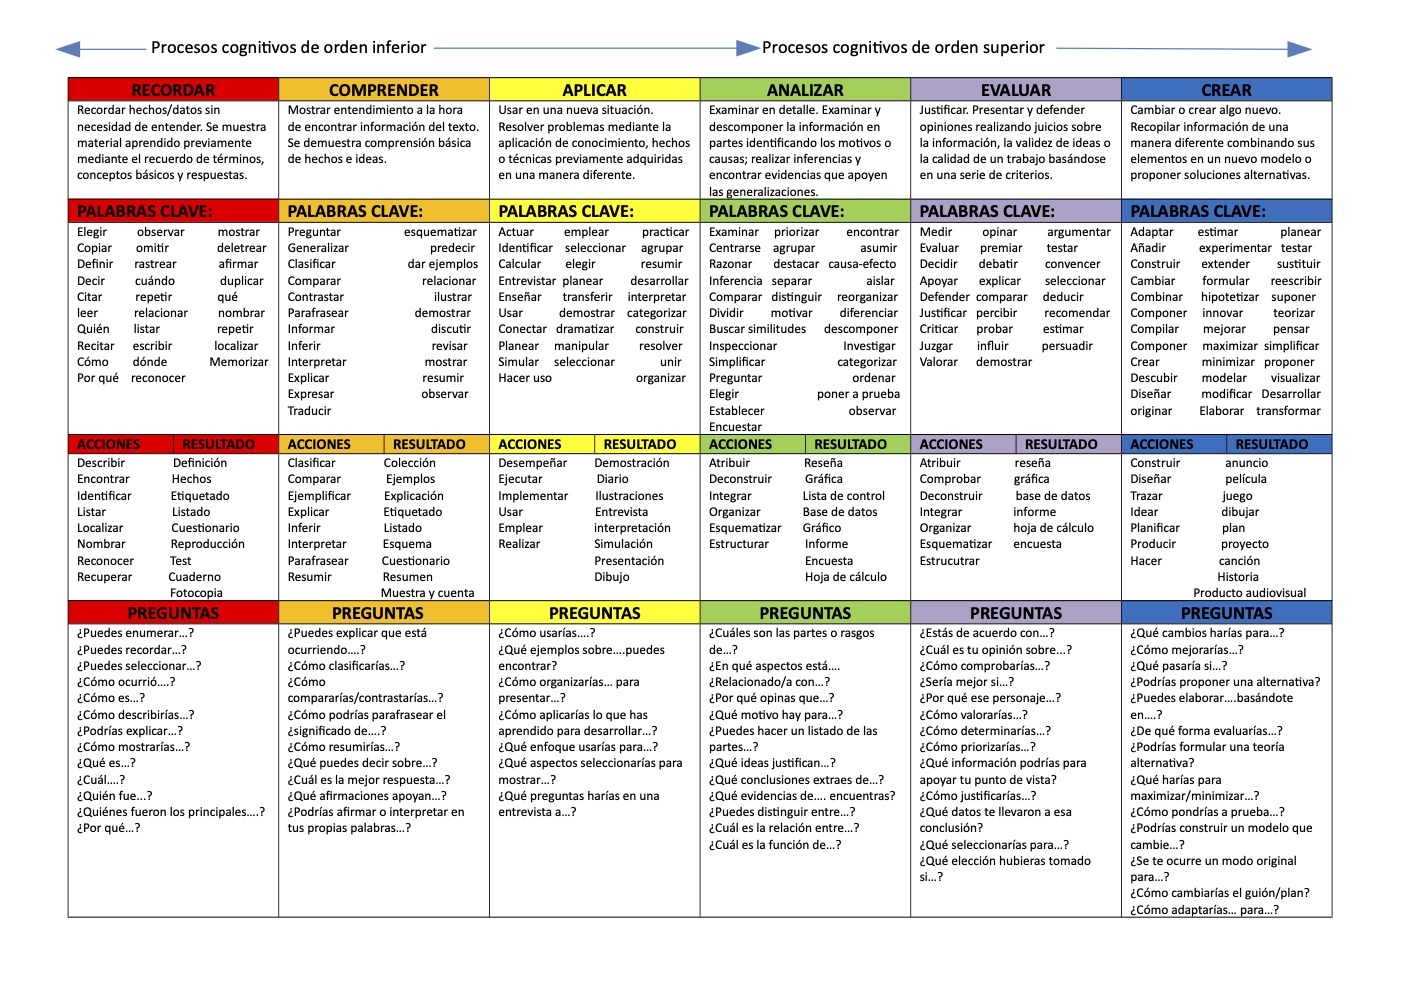 Procesos cognitivos de orden inferior Procesos cognitivos de orden superior
RECORDAR
Recordar hechos/datos sin
necesidad de entender. Se muestra
material aprendido previamente
mediante el recuerdo de términos,
conceptos básicos y respuestas.
COMPRENDER
Mostrar entendimiento a la hora
de encontrar información del texto.
Se demuestra comprensión básica
de hechos e ideas.
APLICAR
Usar en una nueva situación.
Resolver problemas mediante la
aplicación de conocimiento, hechos
o técnicas previamente adquiridas
en una manera diferente.
ANALIZAR
Examinar en detalle. Examinar y
descomponer la información en
partes identificando los motivos o
causas; realizar inferencias y
encontrar evidencias que apoyen
las generalizaciones.
EVALUAR
Justificar. Presentar y defender
opiniones realizando juicios sobre
la información, la validez de ideas o
la calidad de un trabajo basándose
en una serie de criterios.
CREAR
Cambiar o crear algo nuevo.
Recopilar información de una
manera diferente combinando sus
elementos en un nuevo modelo o
proponer soluciones alternativas.
PALABRAS CLAVE:
Elegir observar mostrar
Copiar omitir deletrear
Definir rastrear afirmar
Decir cuándo duplicar
Citar repetir qué
leer relacionar nombrar
Quién listar repetir
Recitar escribir localizar
Cómo dónde Memorizar
Por qué reconocer
PALABRAS CLAVE:
Preguntar esquematizar
Generalizar predecir
Clasificar dar ejemplos
Comparar relacionar
Contrastar ilustrar
Parafrasear demostrar
Informar discutir
Inferir revisar
Interpretar mostrar
Explicar resumir
Expresar observar
Traducir
PALABRAS CLAVE:
Actuar emplear practicar
Identificar seleccionar agrupar
Calcular elegir resumir
Entrevistar planear desarrollar
Enseñar transferir interpretar
Usar demostrar categorizar
Conectar dramatizar construir
Planear manipular resolver
Simular seleccionar unir
Hacer uso organizar
PALABRAS CLAVE:
Examinar priorizar encontrar
Centrarse agrupar asumir
Razonar destacar causa-efecto
Inferencia separar aislar
Comparar distinguir reorganizar
Dividir motivar diferenciar
Buscar similitudes descomponer
Inspeccionar Investigar
Simplificar categorizar
Preguntar ordenar
Elegir poner a prueba
Establecer observar
Encuestar
PALABRAS CLAVE:
Medir opinar argumentar
Evaluar premiar testar
Decidir debatir convencer
Apoyar explicar seleccionar
Defender comparar deducir
Justificar percibir recomendar
Criticar probar estimar
Juzgar influir persuadir
Valorar demostrar
PALABRAS CLAVE:
Adaptar estimar planear
Añadir experimentar testar
Construir extender sustituir
Cambiar formular reescribir
Combinar hipotetizar suponer
Componer innovar teorizar
Compilar mejorar pensar
Componer maximizar simplificar
Crear minimizar proponer
Descubir modelar visualizar
Diseñar modificar Desarrollar
originar Elaborar transformar
ACCIONES RESULTADO
Describir Definición
Encontrar Hechos
Identificar Etiquetado
Listar Listado
Localizar Cuestionario
Nombrar Reproducción
Reconocer Test
Recuperar Cuaderno
Fotocopia
ACCIONES RESULTADO
Clasificar Colección
Comparar Ejemplos
Ejemplificar Explicación
Explicar Etiquetado
Inferir Listado
Interpretar Esquema
Parafrasear Cuestionario
Resumir Resumen
Muestra y cuenta
ACCIONES RESULTADO
Desempeñar Demostración
Ejecutar Diario
Implementar Ilustraciones
Usar Entrevista
Emplear interpretación
Realizar Simulación
Presentación
Dibujo
ACCIONES RESULTADO
Atribuir Reseña
Deconstruir Gráfica
Integrar Lista de control
Organizar Base de datos
Esquematizar Gráfico
Estructurar Informe
Encuesta
Hoja de cálculo
ACCIONES RESULTADO
Atribuir reseña
Comprobar gráfica
Deconstruir base de datos
Integrar informe
Organizar hoja de cálculo
Esquematizar encuesta
Estrucutrar
ACCIONES RESULTADO
Construir anuncio
Diseñar película
Trazar juego
Idear dibujar
Planificar plan
Producir proyecto
Hacer canción
Historia
Producto audiovisual
PREGUNTAS
¿Puedes enumerar…?
¿Puedes recordar…?
¿Puedes seleccionar…?
¿Cómo ocurrió….?
¿Cómo es…?
¿Cómo describirías…?
¿Podrías explicar…?
¿Cómo mostrarías…?
¿Qué es…?
¿Cuál….?
¿Quién fue…?
¿Quiénes fueron los principales….?
¿Por qué…?
PREGUNTAS
¿Puedes explicar que está
ocurriendo….?
¿Cómo clasificarías…?
¿Cómo
compararías/contrastarías…?
¿Cómo podrías parafrasear el
¿significado de….?
¿Cómo resumirías…?
¿Qué puedes decir sobre…?
¿Cuál es la mejor respuesta…?
¿Qué afirmaciones apoyan…?
¿Podrías afirmar o interpretar en
tus propias palabras…?
PREGUNTAS
¿Cómo usarías….?
¿Qué ejemplos sobre….puedes
encontrar?
¿Cómo organizarías… para
presentar…?
¿Cómo aplicarías lo que has
aprendido para desarrollar…?
¿Qué enfoque usarías para…?
¿Qué aspectos seleccionarías para
mostrar…?
¿Qué preguntas harías en una
entrevista a…?
PREGUNTAS
¿Cuáles son las partes o rasgos
de…?
¿En qué aspectos está….
¿Relacionado/a con…?
¿Por qué opinas que…?
¿Qué motivo hay para…?
¿Puedes hacer un listado de las
partes…?
¿Qué ideas justifican…?
¿Qué conclusiones extraes de…?
¿Qué evidencias de…. encuentras?
¿Puedes distinguir entre…?
¿Cuál es la relación entre…?
¿Cuál es la función de…?
PREGUNTAS
¿Estás de acuerdo con…?
¿Cuál es tu opinión sobre…?
¿Cómo comprobarías…?
¿Sería mejor si…?
¿Por qué ese personaje…?
¿Cómo valorarías…?
¿Cómo determinarías…?
¿Cómo priorizarías…?
¿Qué información podrías para
apoyar tu punto de vista?
¿Cómo justificarías…?
¿Qué datos te llevaron a esa
conclusión?
¿Qué seleccionarías para…?
¿Qué elección hubieras tomado
si…?
PREGUNTAS
¿Qué cambios harías para…?
¿Cómo mejorarías…?
¿Qué pasaría si…?
¿Podrías proponer una alternativa?
¿Puedes elaborar….basándote
en….?
¿De qué forma evaluarías…?
¿Podrías formular una teoría
alternativa?
¿Qué harías para
maximizar/minimizar…?
¿Cómo pondrías a prueba…?
¿Podrías construir un modelo que
cambie…?
¿Se te ocurre un modo original
para…?
¿Cómo cambiarías el guión/plan?
¿Cómo adaptarías… para…?